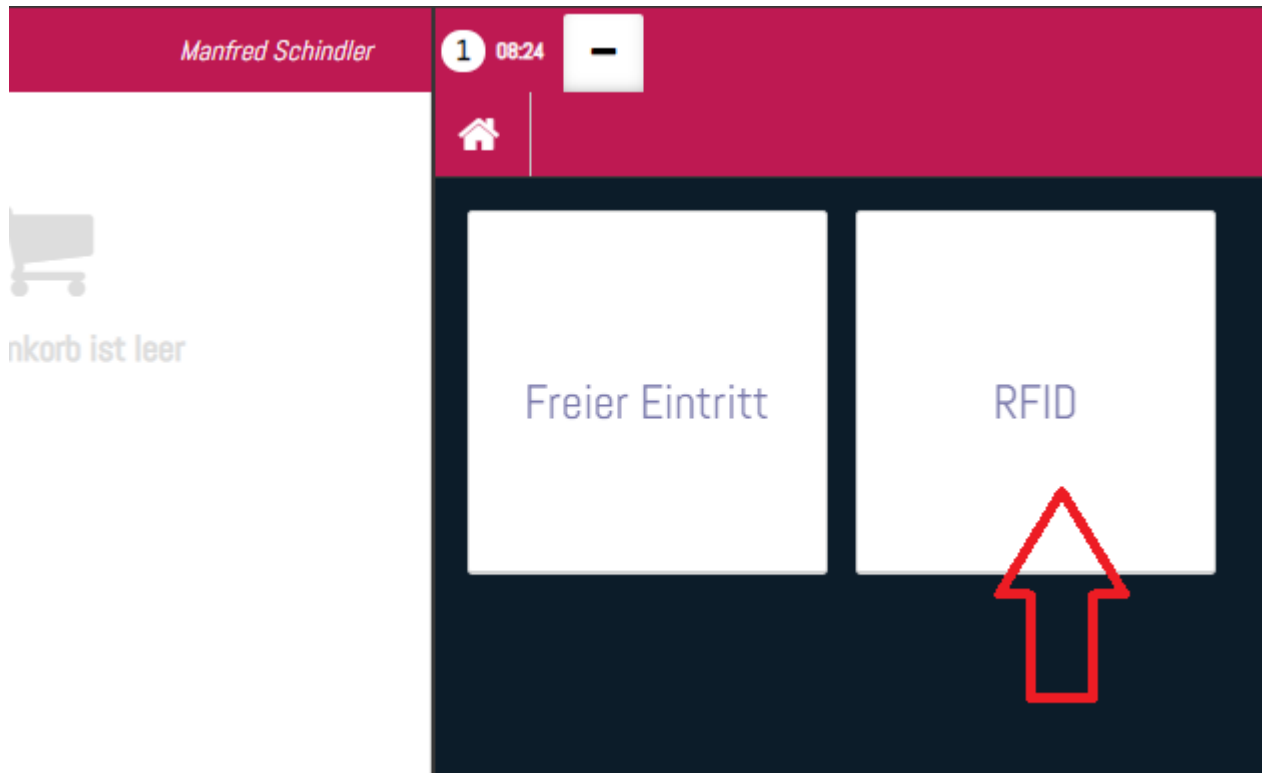 Manfred Schindler
1 08:24
nkorb ist leer
Freier Eintritt
RFID